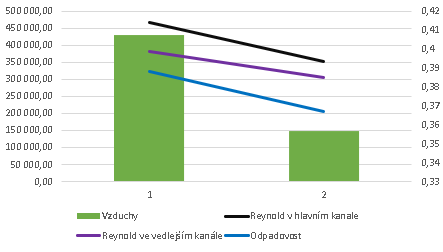 500 000,00 0,42
450 000,00 0,41
400 000,00 0,4
350 000,00 0,39
300 000,00 0,38
250 000,00 0,37
200 000,00 0,36
150 000,00 0,35
100 000,00 0,34
50 000,00 0,33
0,00
1 2
Vzduchy Reynold v hlavním kanale
Reynold ve vedlejším kanále Odpadovost